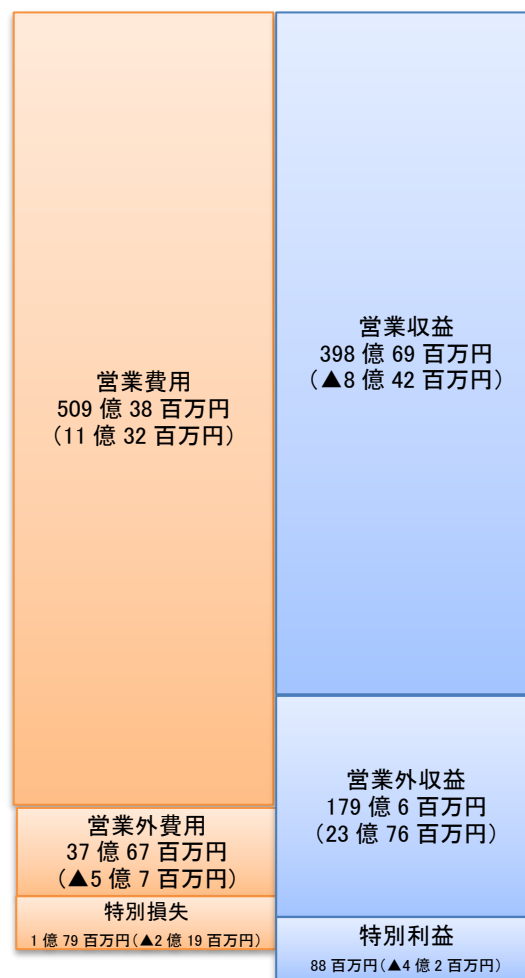 営業費用
509 億 38 百万円
（11 億 32 百万円）
営業外費用
37 億 67 百万円
（▲5 億 7 百万円）
特別損失
1 億 79 百万円（▲2 億 19 百万円）
営業収益
398 億 69 百万円
（▲8 億 42 百万円）
営業外収益
179 億 6 百万円
（23 億 76 百万円）
特別利益
88 百万円（▲4 億 2 百万円）